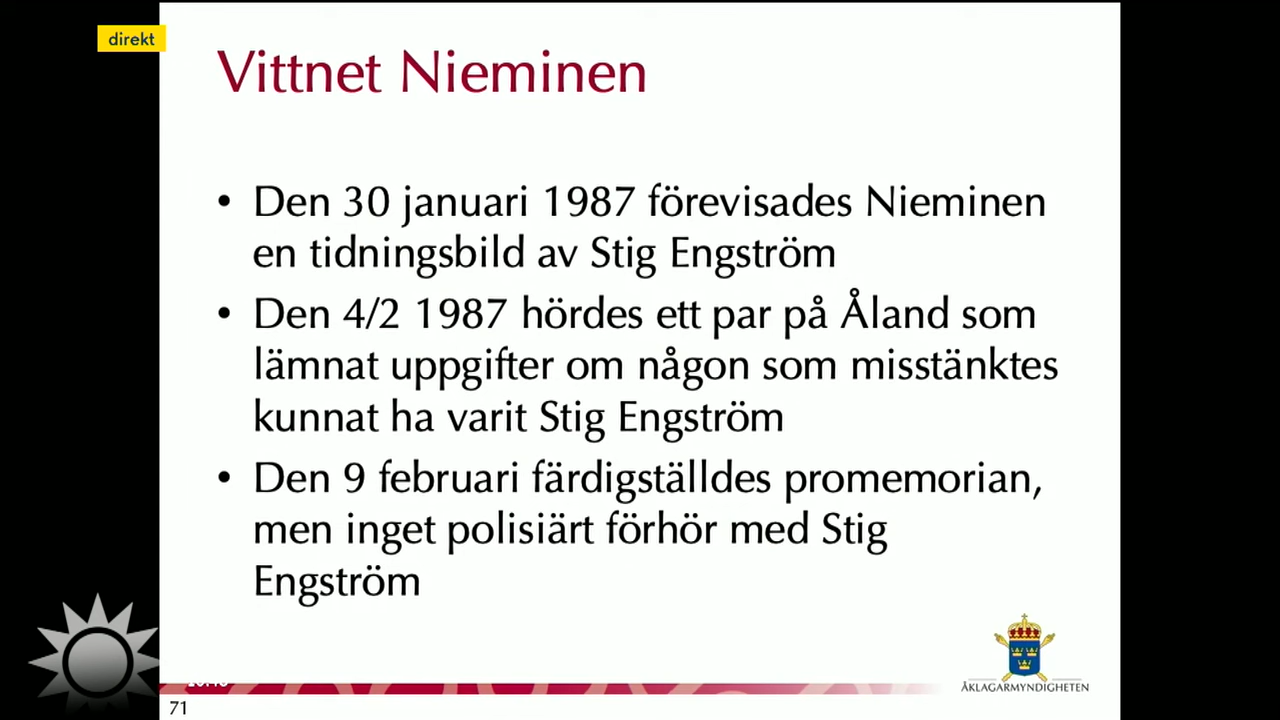 direkt
Vittnet Nieminen
• Den 30 januari 1987 förevisades Nieminen
en tidningsbild av Stig Engström
• Den 4/2 1987 hördes ett par på Åland som
lämnat uppgifter om någon som misstänktes
kunnat ha varit Stig Engström
• Den 9 februari färdigställdes promemorian,
men inget polisiärt förhör med Stig
Engström
ÅKLAGARMYNDIGHETEN
71